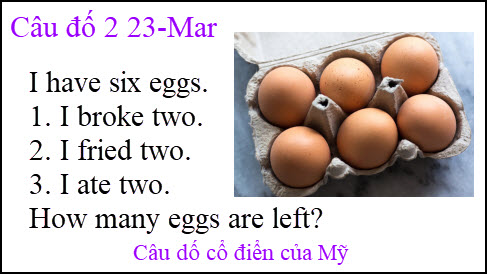 Câu đố 2 23-Mar
I have six eggs.
1. I broke two.
2. I fried two.
3. I ate two.
How many eggs are left?
Câu dố cổ điển của Mỹ